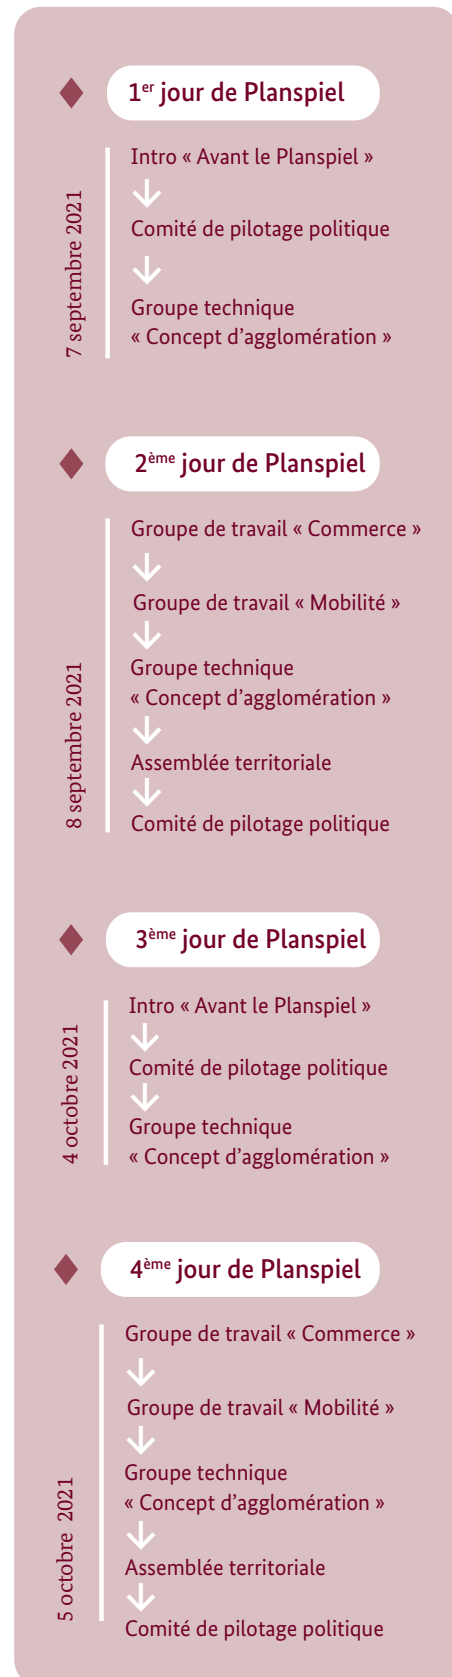 1er jour de Planspiel
7 septembre 2021
Intro « Avant le Planspiel »
Comité de pilotage politique
Groupe technique
« Concept d’agglomération »
2ème jour de Planspiel
8 septembre 2021
Groupe de travail « Commerce »
Groupe de travail « Mobilité »
Groupe technique
« Concept d’agglomération »
Assemblée territoriale
Comité de pilotage politique
3ème jour de Planspiel
4 octobre 2021
Intro « Avant le Planspiel »
Comité de pilotage politique
Groupe technique
« Concept d’agglomération »
4ème jour de Planspiel
5 octobre 2021
Groupe de travail « Commerce »
Groupe de travail « Mobilité »
Groupe technique
« Concept d’agglomération »
Assemblée territoriale
Comité de pilotage politique